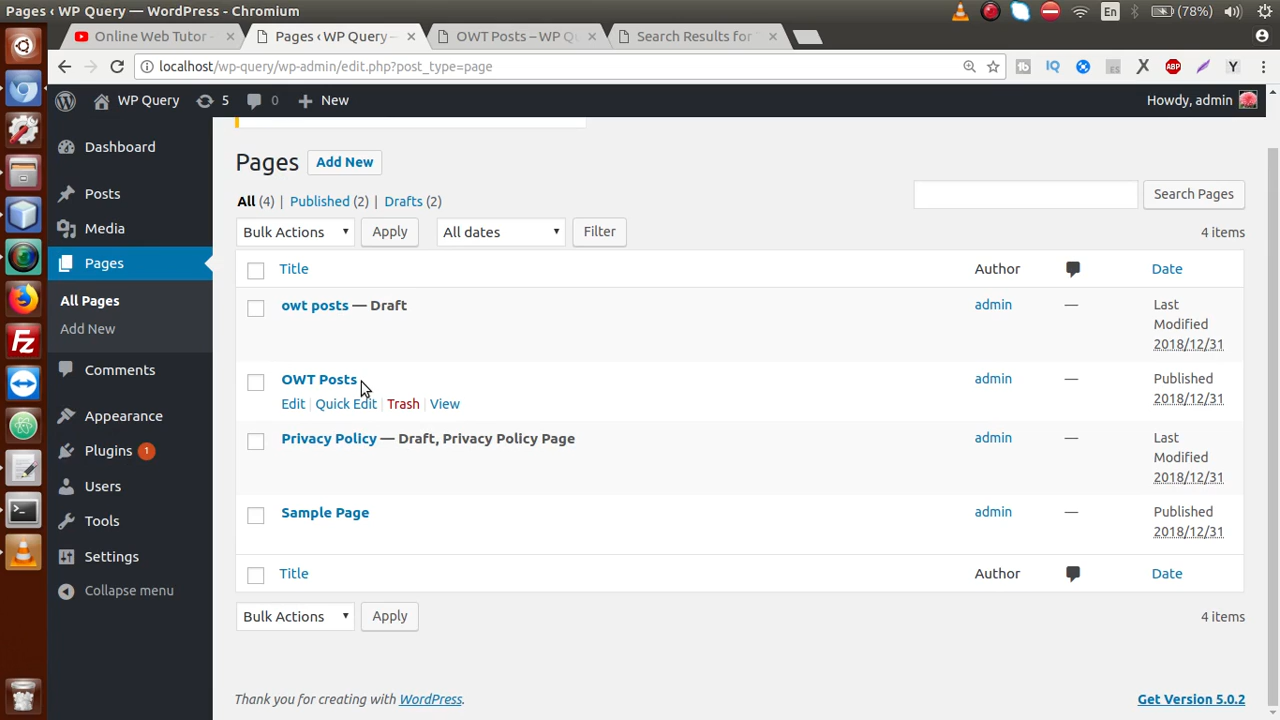 Pages ‹ WP Query — WordPress - Chromium
En
(78%)
Online Web Tutor -
Pages ‹ WP Query –
OWT Posts – WP Qu
Search Results for "
localhost/wp-query/wp-admin/edit.php?post_type=page
tb
IQ
ES
X
ABP
Y
WP Query
5
0
New
Howdy, admin
Dashboard
Posts
Media
Pages
All Pages
Add New
Comments
Appearance
Plugins 1
Users
Tools
Settings
Collapse menu
Pages
Add New
All (4) | Published (2) | Drafts (2)
Search Pages
Bulk Actions
Apply
All dates
Filter
4 items
Title
Author
Date
owt posts — Draft
admin
—
Last
Modified
2018/12/31
OWT Posts
admin
—
Published
2018/12/31
Edit | Quick Edit | Trash | View
Privacy Policy — Draft, Privacy Policy Page
admin
—
Last
Modified
2018/12/31
Sample Page
admin
—
Published
2018/12/31
Title
Author
Date
Bulk Actions
Apply
4 items
Thank you for creating with WordPress.
Get Version 5.0.2
Fz